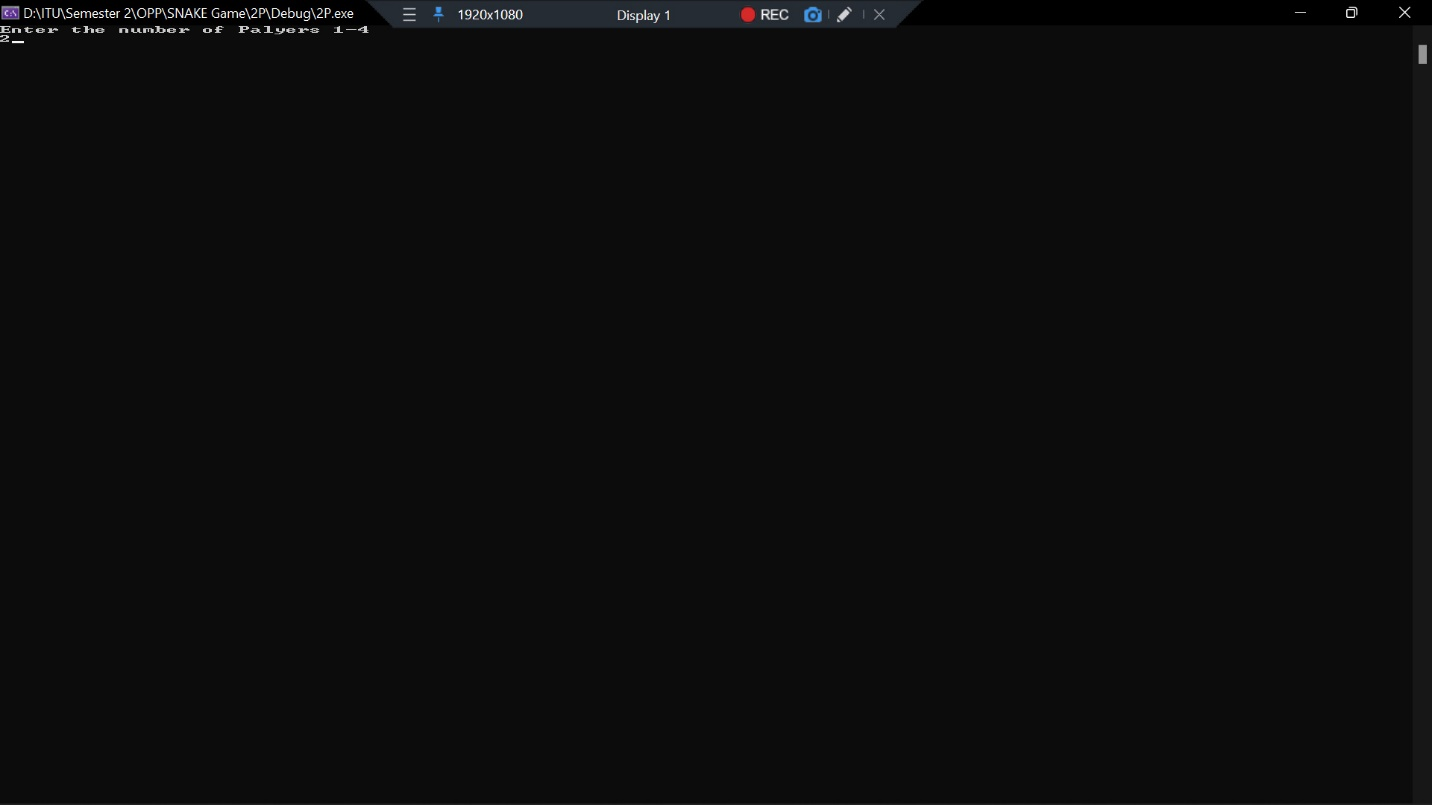 D:\ITU\Semester 2\OPP\SNAKE Game\2P\Debug\2P.exe
1920x1080
Display 1
REC
Enter the number of Palyers 1-4
2